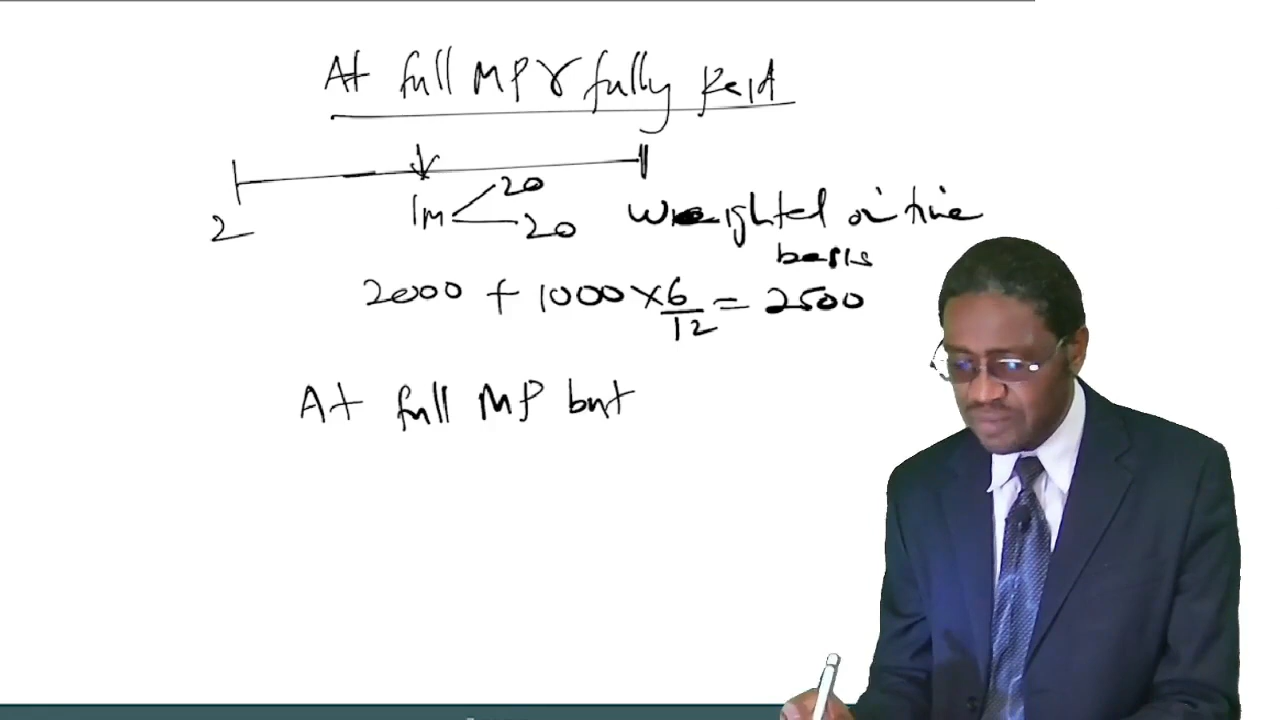 At full MP & fully paid
20
2 1M 20 Weighted on time
basis
2000 + 1000 × 6/12 = 2500
At full MP but